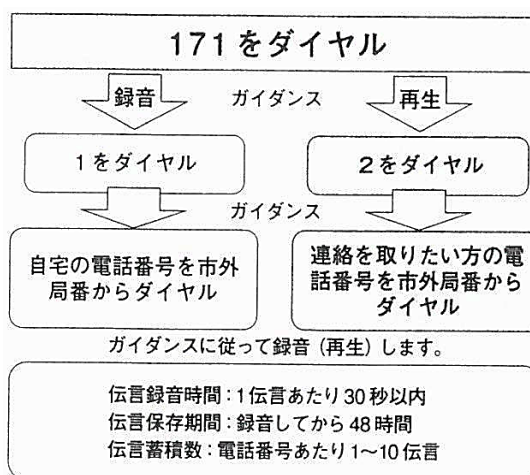 171をダイヤル
録音 ガイダンス 再生
1をダイヤル 2をダイヤル
ガイダンス
自宅の電話番号を市外
局番からダイヤル
連絡を取りたい方の電
話番号を市外局番から
ダイヤル
ガイダンスに従って録音（再生）します。
伝言録音時間：1伝言あたり30秒以内
伝言保存期間：録音してから48時間
伝言蓄積数：電話番号あたり1〜10伝言